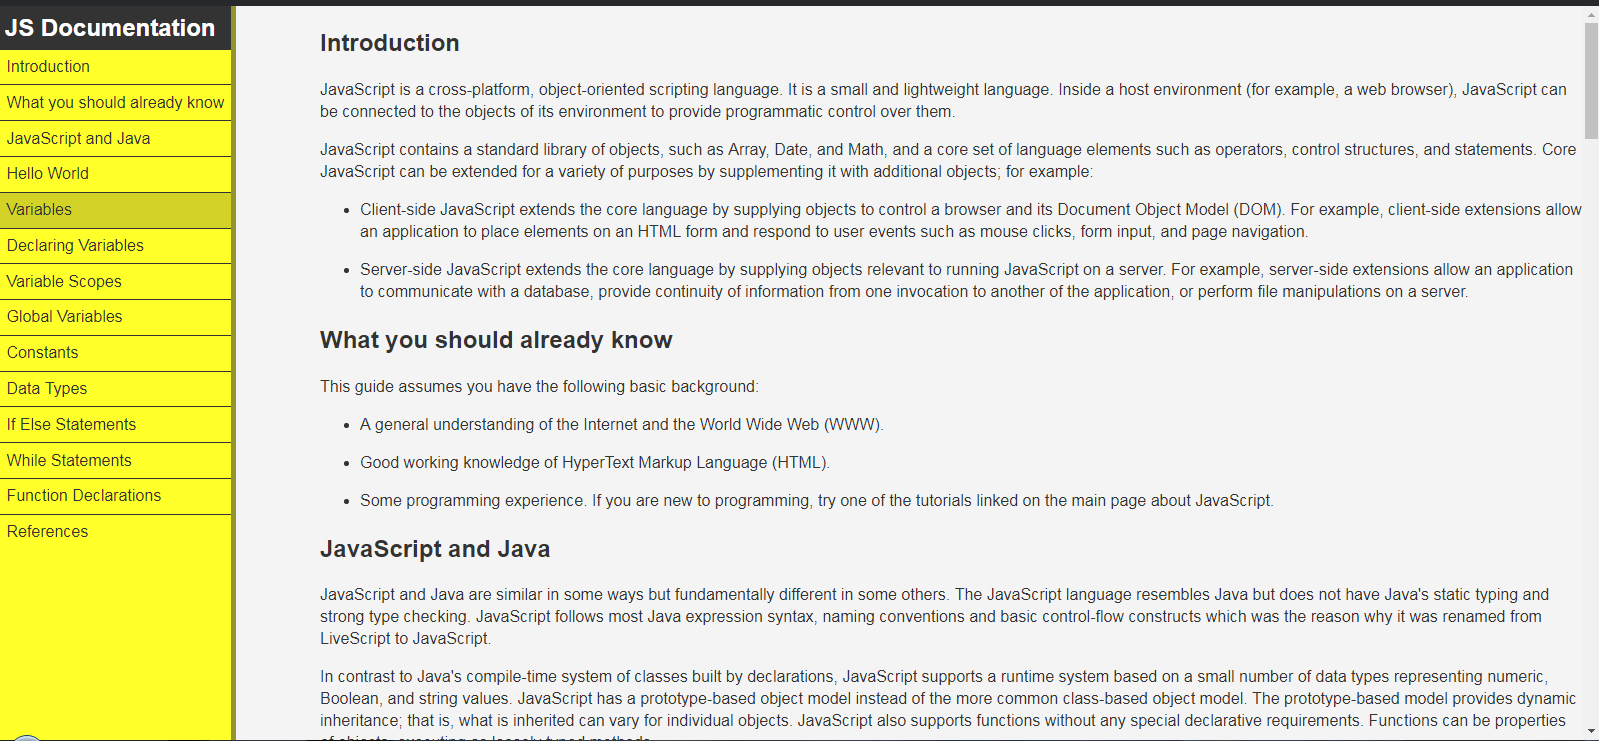 JS Documentation
Introduction
What you should already know
JavaScript and Java
Hello World
Variables
Declaring Variables
Variable Scopes
Global Variables
Constants
Data Types
If Else Statements
While Statements
Function Declarations
References
Introduction
JavaScript is a cross-platform, object-oriented scripting language. It is a small and lightweight language. Inside a host environment (for example, a web browser), JavaScript can
be connected to the objects of its environment to provide programmatic control over them.
JavaScript contains a standard library of objects, such as Array, Date, and Math, and a core set of language elements such as operators, control structures, and statements. Core
JavaScript can be extended for a variety of purposes by supplementing it with additional objects; for example:
• Client-side JavaScript extends the core language by supplying objects to control a browser and its Document Object Model (DOM). For example, client-side extensions allow
an application to place elements on an HTML form and respond to user events such as mouse clicks, form input, and page navigation.
• Server-side JavaScript extends the core language by supplying objects relevant to running JavaScript on a server. For example, server-side extensions allow an application
to communicate with a database, provide continuity of information from one invocation to another of the application, or perform file manipulations on a server.
What you should already know
This guide assumes you have the following basic background:
• A general understanding of the Internet and the World Wide Web (WWW).
• Good working knowledge of HyperText Markup Language (HTML).
• Some programming experience. If you are new to programming, try one of the tutorials linked on the main page about JavaScript.
JavaScript and Java
JavaScript and Java are similar in some ways but fundamentally different in some others. The JavaScript language resembles Java but does not have Java's static typing and
strong type checking. JavaScript follows most Java expression syntax, naming conventions and basic control-flow constructs which was the reason why it was renamed from
LiveScript to JavaScript.
In contrast to Java's compile-time system of classes built by declarations, JavaScript supports a runtime system based on a small number of data types representing numeric,
Boolean, and string values. JavaScript has a prototype-based object model instead of the more common class-based object model. The prototype-based model provides dynamic
inheritance; that is, what is inherited can vary for individual objects. JavaScript also supports functions without any special declarative requirements. Functions can be properties